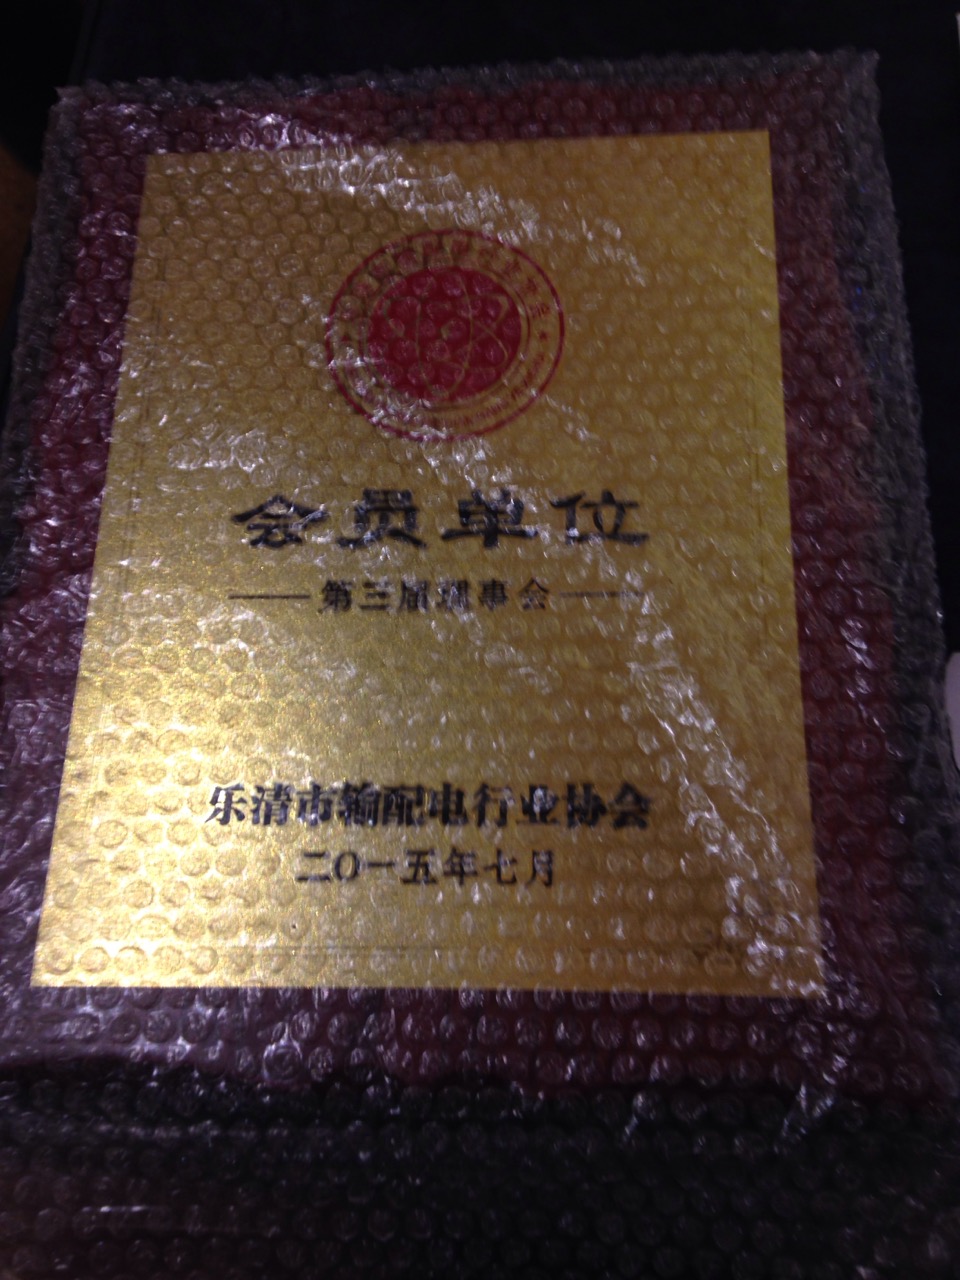 会员单位
第三届理事会
乐清市输配电行业协会
二〇一五年七月